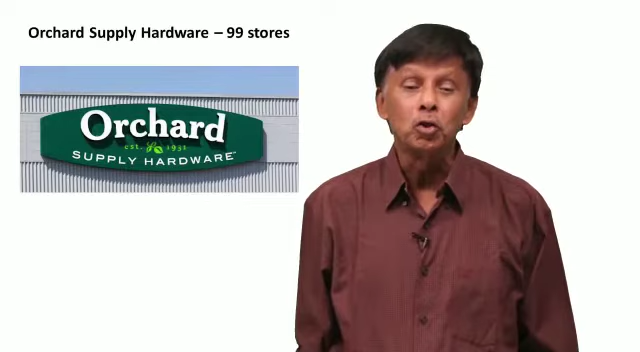 Orchard Supply Hardware – 99 stores
Orchard
est. 1931
SUPPLY HARDWARE